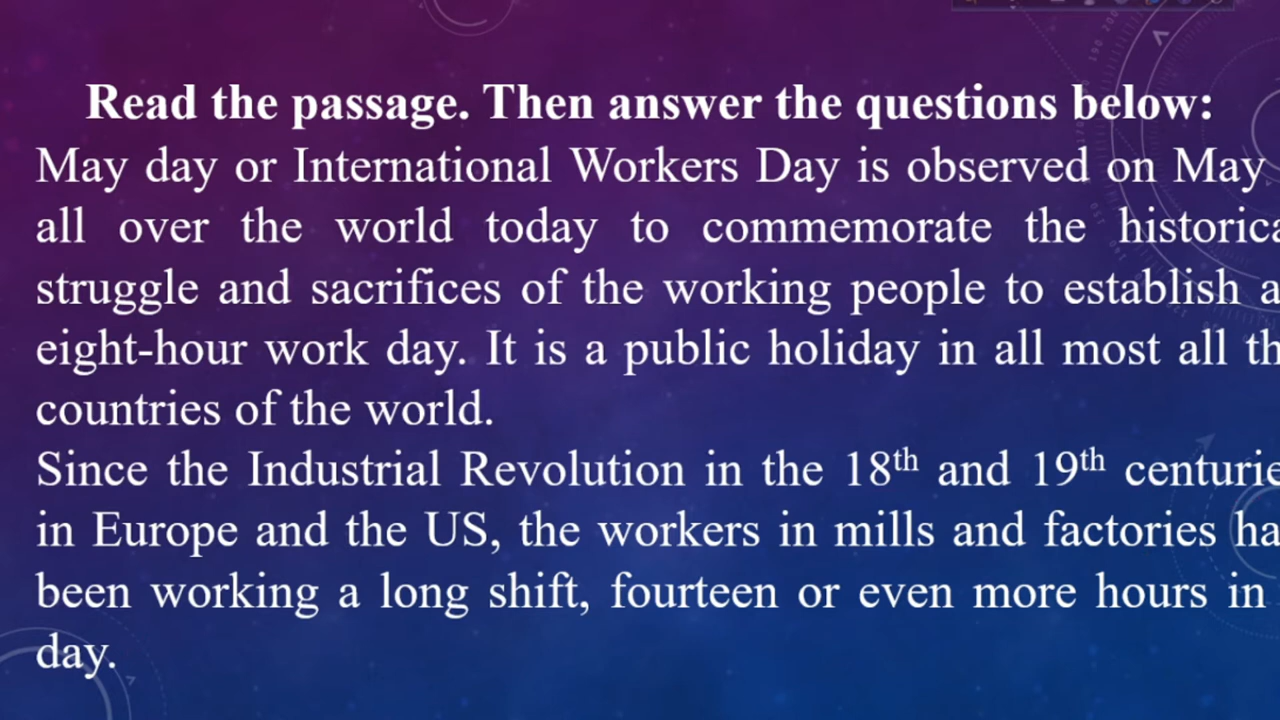 Read the passage. Then answer the questions below:
May day or International Workers Day is observed on May
all over the world today to commemorate the
struggle and sacrifices of the working people to establish
eight-hour work day. It is a public holiday in all most all
countries of the world.
Since the Industrial Revolution in the 18th and 19th
in Europe and the US, the workers in mills and factories
been working a long shift, fourteen or even more hours in
day.